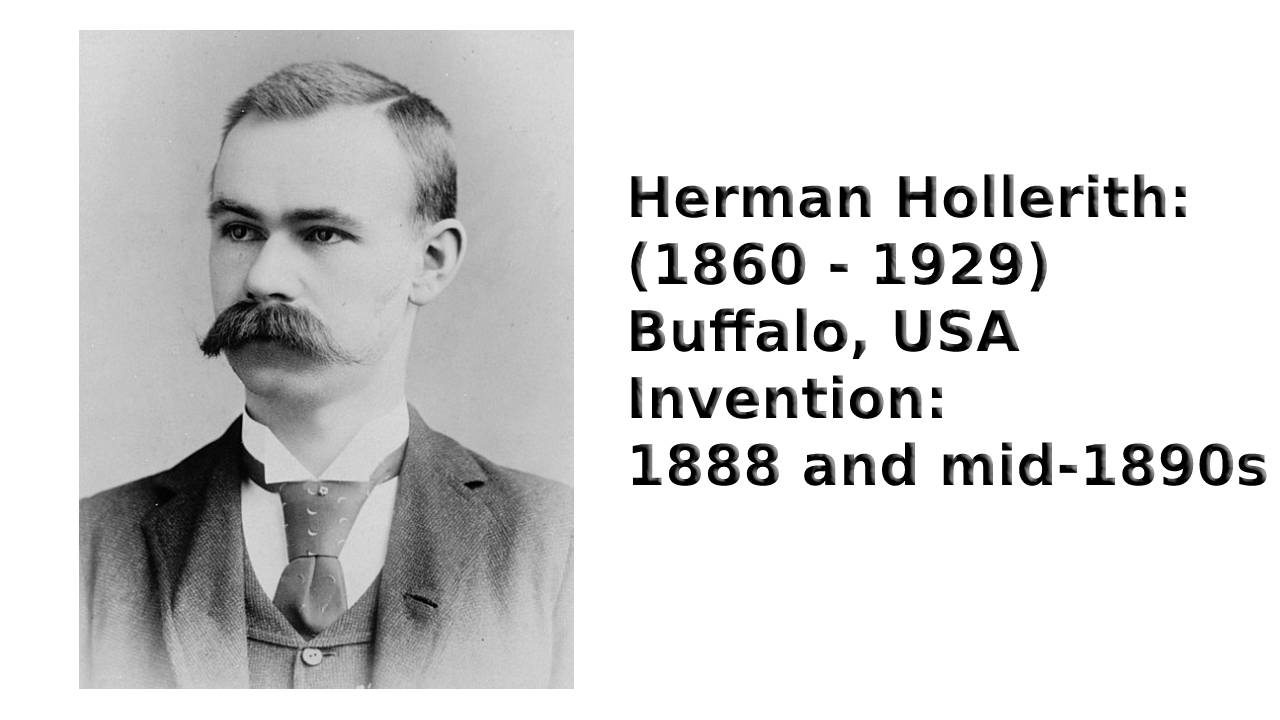 Herman Hollerith:
(1860 - 1929)
Buffalo, USA
Invention:
1888 and mid-1890s